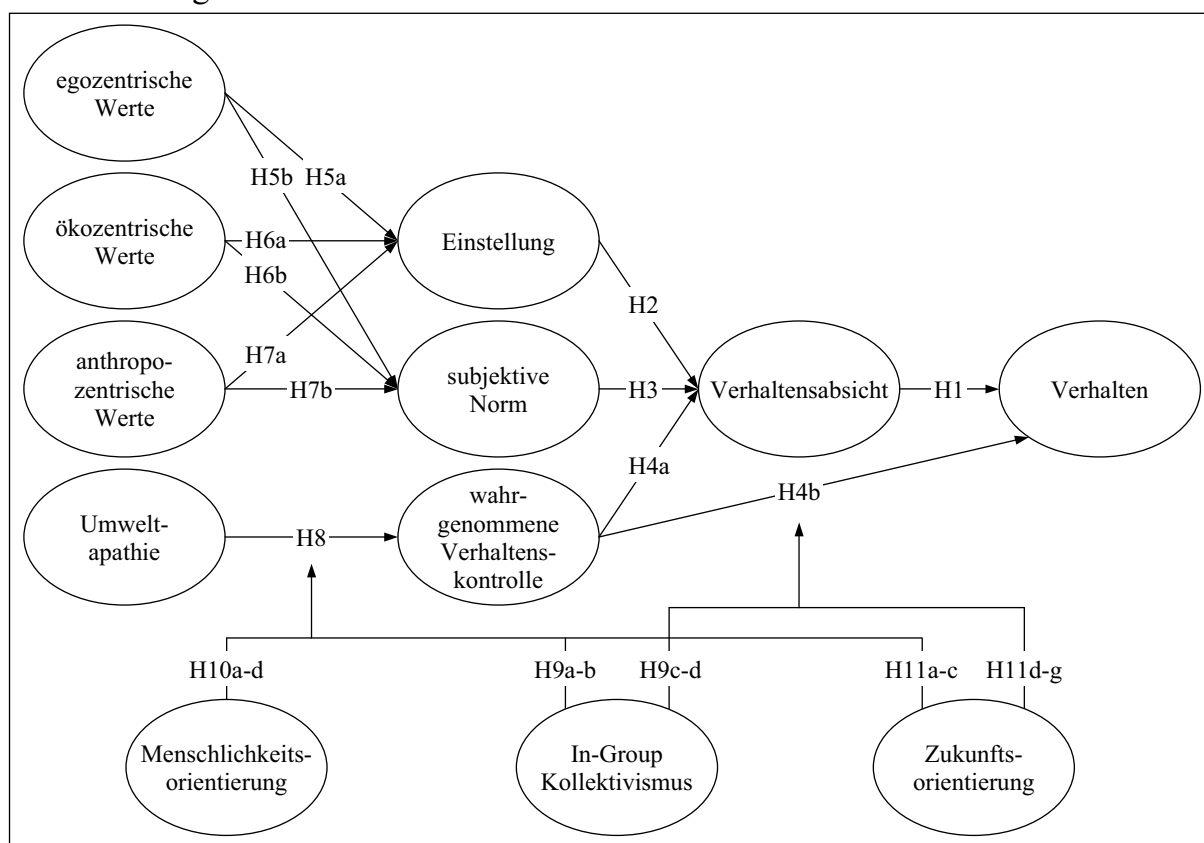 egozentrische
Werte
H5b
H5a
ökozentrische
Werte
H6a
Einstellung
H6b
H2
H7a
anthropo-
zentrische
Werte
H7b
subjektive
Norm
H3
Verhaltensabsicht
H1
Verhalten
H4a
H4b
Umwelt-
apathie
H8
wahr-
genommene
Verhaltens-
kontrolle
H10a-d
H9a-b
H9c-d
H11a-c
H11d-g
Menschlichkeits-
orientierung
In-Group
Kollektivismus
Zukunfts-
orientierung